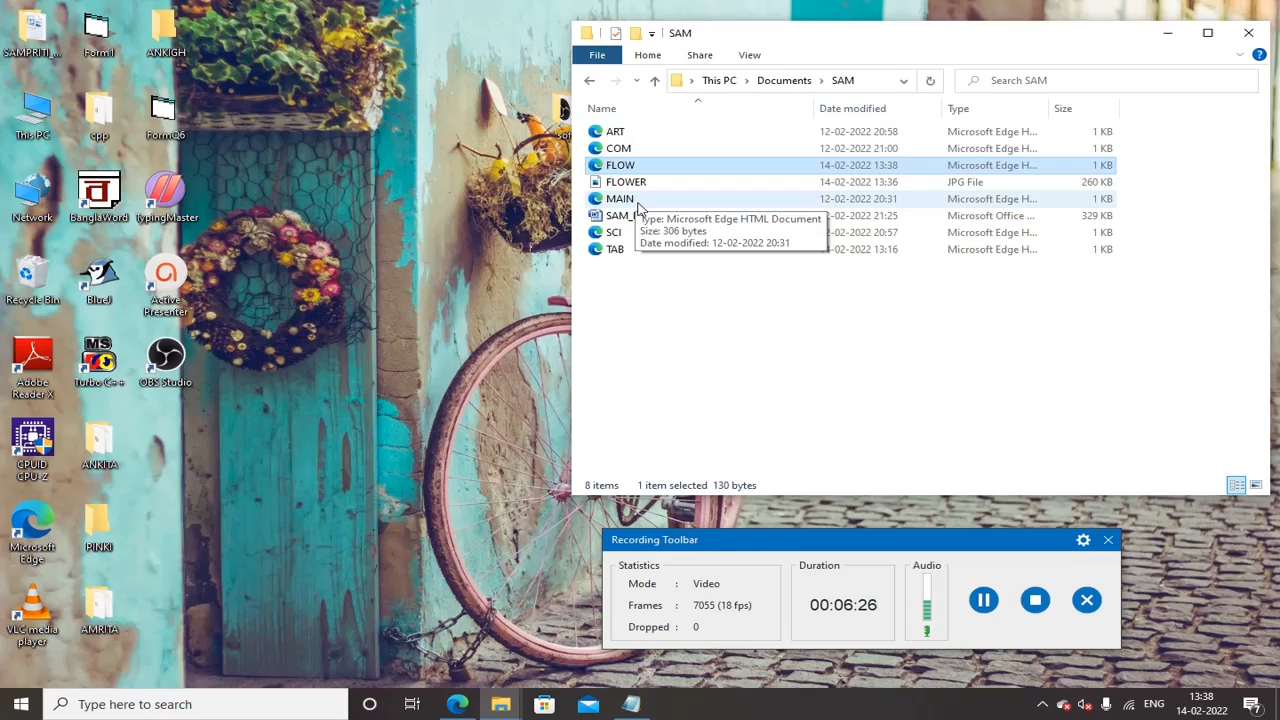 SAMPRITI_...
Form1
ANKIGH
This PC
cpp
FormQ6
Network
BanglaWord
TypingMaster
Recycle Bin
BlueJ
Active
Presenter
Adobe
Reader X
MS
Turbo C++
OBS Studio
CPUID
CPU-Z
ANKITA
Microsoft
Edge
PINKI
VLC media
player
AMRITA
SAM
File Home Share View
This PC Documents SAM
Search SAM
Name Date modified Type Size
ART 12-02-2022 20:58 Microsoft Edge H... 1 KB
COM 12-02-2022 21:00 Microsoft Edge H... 1 KB
FLOW 14-02-2022 13:38 Microsoft Edge H... 1 KB
FLOWER 14-02-2022 13:36 JPG File 260 KB
MAIN 12-02-2022 20:31 Microsoft Edge H... 1 KB
SAM_ 2-02-2022 21:25 Microsoft Office ... 329 KB
SCI 2-02-2022 20:57 Microsoft Edge H... 1 KB
TAB 4-02-2022 13:16 Microsoft Edge H... 1 KB
Type: Microsoft Edge HTML Document
Size: 306 bytes
Date modified: 12-02-2022 20:31
8 items 1 item selected 130 bytes
Recording Toolbar
Statistics
Mode : Video
Frames : 7055 (18 fps)
Dropped : 0
Duration
00:06:26
Audio
Type here to search
ENG
13:38
14-02-2022
7